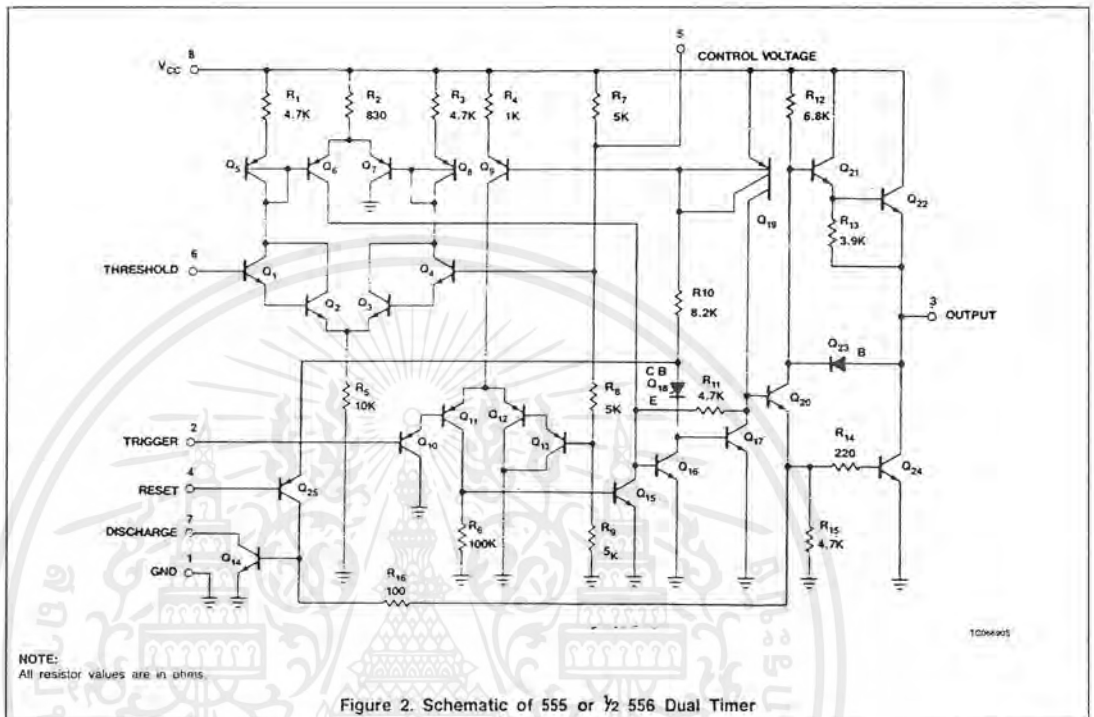 5
CONTROL VOLTAGE
8
VCC
R1
4.7K
R2
830
R3
4.7K
R4
1K
R7
5K
R12
6.8K
Q5
Q6
Q7
Q8
Q9
Q19
Q21
Q22
R13
3.9K
6
THRESHOLD
Q1
Q2
Q3
Q4
R10
8.2K
3
OUTPUT
Q23
B
C B
Q18
E
R11
4.7K
Q20
R5
10K
R8
5K
Q11
Q12
Q13
Q10
2
TRIGGER
4
RESET
Q25
Q16
Q17
R14
220
Q24
7
DISCHARGE
Q14
1
GND
R6
100K
Q15
R9
5K
R15
4.7K
R16
100
NOTE:
All resistor values are in ohms.
Figure 2. Schematic of 555 or 1/2 556 Dual Timer